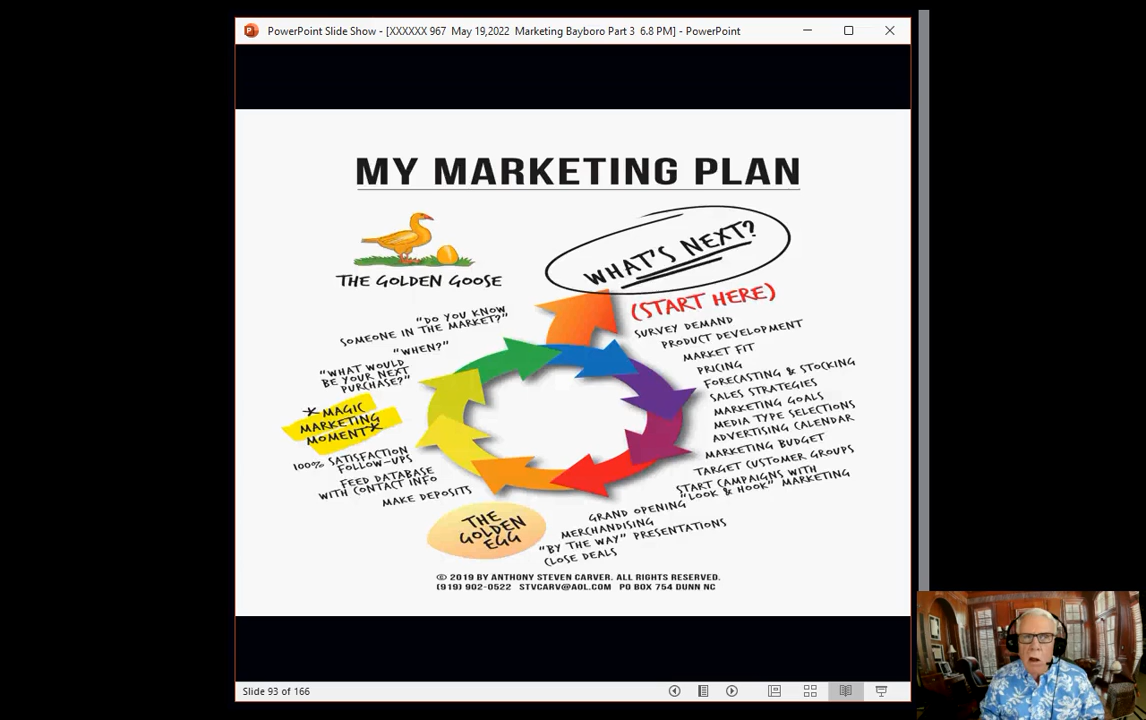 PowerPoint Slide Show - [XXXXXX 967 May 19,2022 Marketing Bayboro Part 3 6.8 PM] - PowerPoint
MY MARKETING PLAN
THE GOLDEN GOOSE
WHAT'S NEXT?
(START HERE)
SURVEY DEMAND
PRODUCT DEVELOPMENT
MARKET FIT
PRICING
FORECASTING & STOCKING
SALES STRATEGIES
MARKETING GOALS
MEDIA TYPE SELECTIONS
ADVERTISING CALENDAR
MARKETING BUDGET
TARGET CUSTOMER GROUPS
START CAMPAIGNS WITH
"LOOK & HOOK" MARKETING
GRAND OPENING
MERCHANDISING
"BY THE WAY" PRESENTATIONS
CLOSE DEALS
THE
GOLDEN
EGG
MAKE DEPOSITS
FEED DATABASE
WITH CONTACT INFO
100% SATISFACTION
FOLLOW-UPS
*MAGIC
MARKETING
MOMENT*
"WHAT WOULD
BE YOUR NEXT
PURCHASE?"
"WHEN?"
"DO YOU KNOW
SOMEONE IN THE MARKET?"
© 2019 BY ANTHONY STEVEN CARVER. ALL RIGHTS RESERVED.
(919) 902-0522 STVCARV@AOL.COM PO BOX 754 DUNN NC
Slide 93 of 166